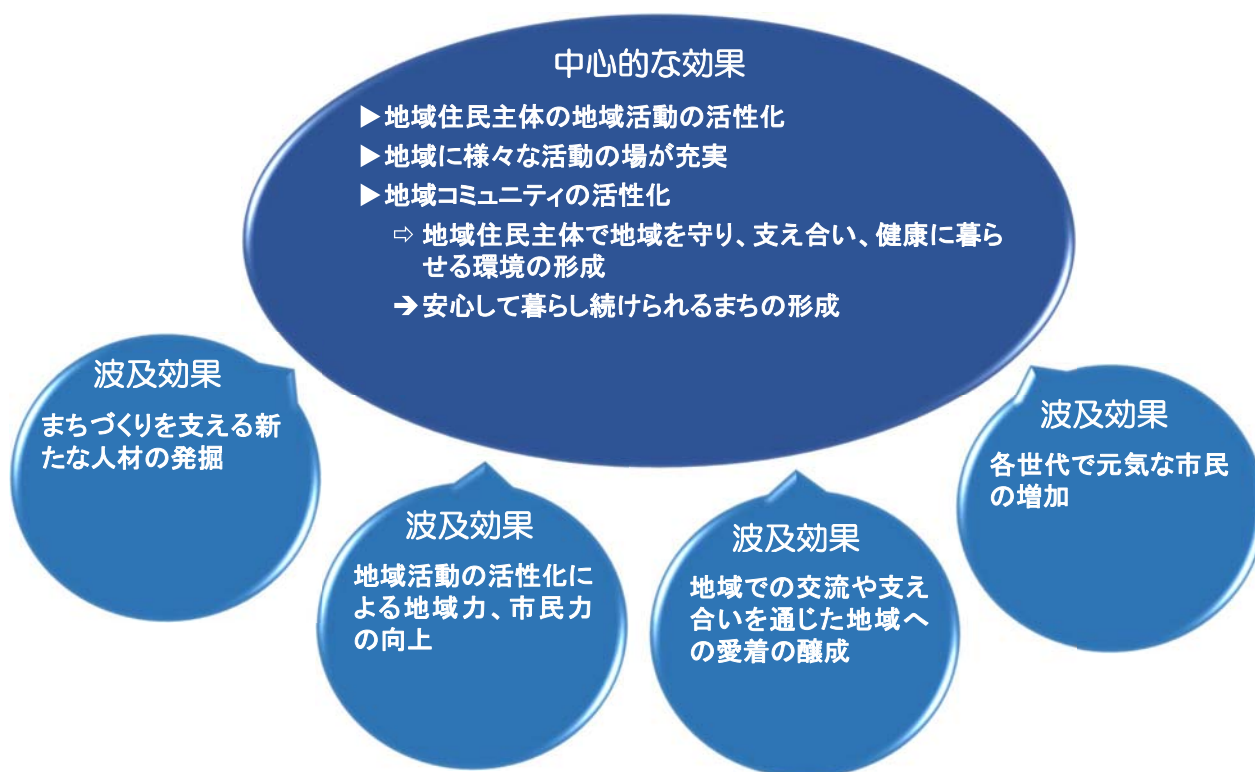 中心的な効果
▶地域住民主体の地域活動の活性化
▶地域に様々な活動の場が充実
▶地域コミュニティの活性化
⇨ 地域住民主体で地域を守り、支え合い、健康に暮ら
せる環境の形成
➔安心して暮らし続けられるまちの形成
波及効果
まちづくりを支える新
たな人材の発掘
波及効果
地域活動の活性化に
よる地域力、市民力
の向上
波及効果
地域での交流や支え
合いを通じた地域へ
の愛着の醸成
波及効果
各世代で元気な市民
の増加